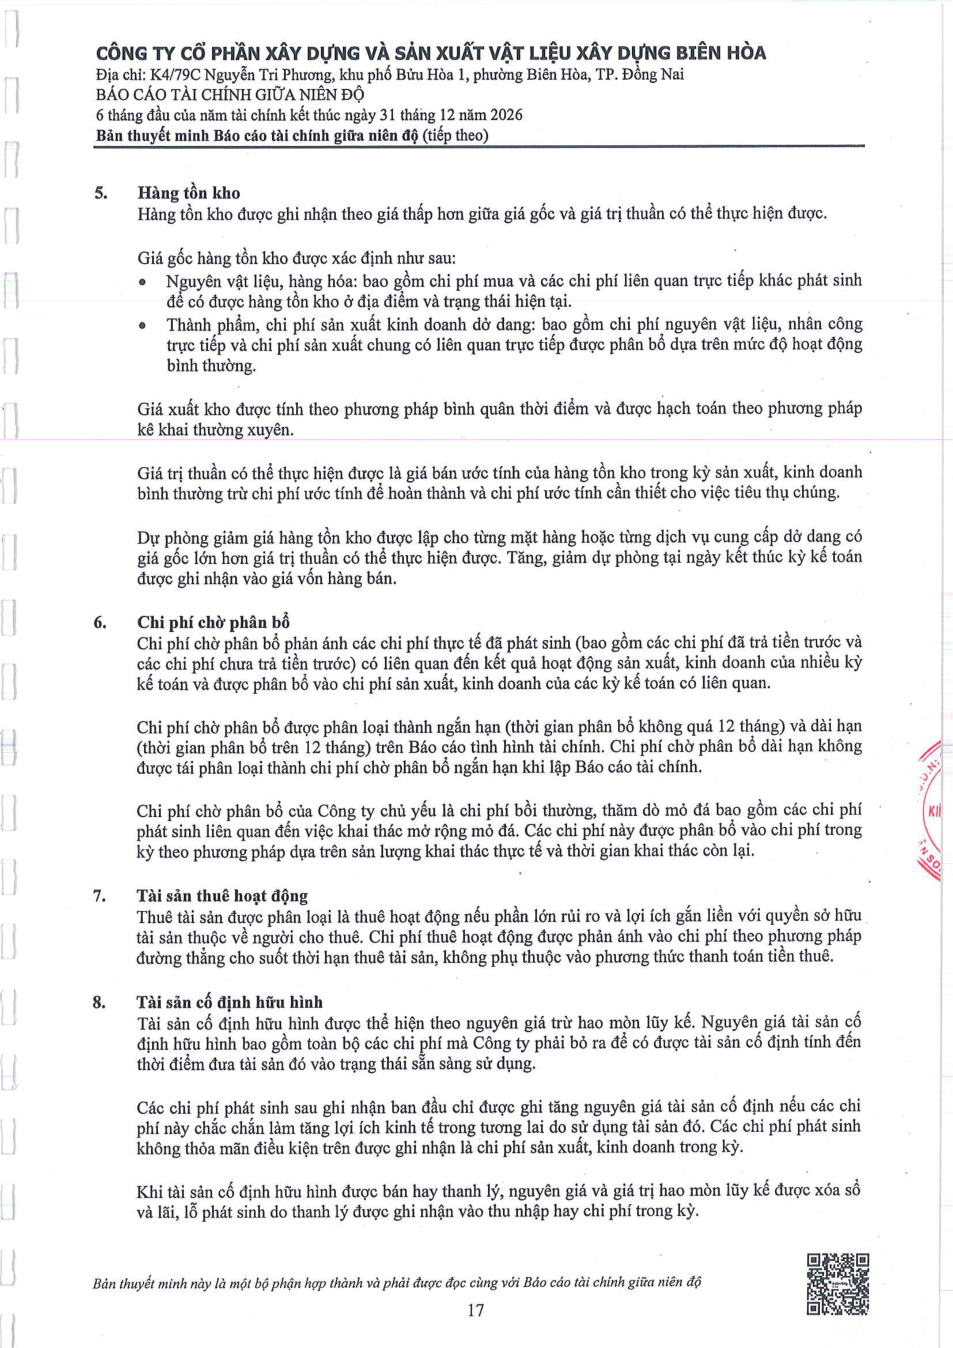 CÔNG TY CỔ PHẦN XÂY DỰNG VÀ SẢN XUẤT VẬT LIỆU XÂY DỰNG BIÊN HÒA
Địa chỉ: K4/79C Nguyễn Tri Phương, khu phố Bửu Hòa 1, phường Biên Hòa, TP. Đồng Nai
BÁO CÁO TÀI CHÍNH GIỮA NIÊN ĐỘ
6 tháng đầu của năm tài chính kết thúc ngày 31 tháng 12 năm 2026
Bản thuyết minh Báo cáo tài chính giữa niên độ (tiếp theo)
5. Hàng tồn kho
Hàng tồn kho được ghi nhận theo giá thấp hơn giữa giá gốc và giá trị thuần có thể thực hiện được.
Giá gốc hàng tồn kho được xác định như sau:
• Nguyên vật liệu, hàng hóa: bao gồm chi phí mua và các chi phí liên quan trực tiếp khác phát sinh
để có được hàng tồn kho ở địa điểm và trạng thái hiện tại.
• Thành phẩm, chi phí sản xuất kinh doanh dở dang: bao gồm chi phí nguyên vật liệu, nhân công
trực tiếp và chi phí sản xuất chung có liên quan trực tiếp được phân bổ dựa trên mức độ hoạt động
bình thường.
Giá xuất kho được tính theo phương pháp bình quân thời điểm và được hạch toán theo phương pháp
kê khai thường xuyên.
Giá trị thuần có thể thực hiện được là giá bán ước tính của hàng tồn kho trong kỳ sản xuất, kinh doanh
bình thường trừ chi phí ước tính để hoàn thành và chi phí ước tính cần thiết cho việc tiêu thụ chúng.
Dự phòng giảm giá hàng tồn kho được lập cho từng mặt hàng hoặc từng dịch vụ cung cấp dở dang có
giá gốc lớn hơn giá trị thuần có thể thực hiện được. Tăng, giảm dự phòng tại ngày kết thúc kỳ kế toán
được ghi nhận vào giá vốn hàng bán.
6. Chi phí chờ phân bổ
Chi phí chờ phân bổ phản ánh các chi phí thực tế đã phát sinh (bao gồm các chi phí đã trả tiền trước và
các chi phí chưa trả tiền trước) có liên quan đến kết quả hoạt động sản xuất, kinh doanh của nhiều kỳ
kế toán và được phân bổ vào chi phí sản xuất, kinh doanh của các kỳ kế toán có liên quan.
Chi phí chờ phân bổ được phân loại thành ngắn hạn (thời gian phân bổ không quá 12 tháng) và dài hạn
(thời gian phân bổ trên 12 tháng) trên Báo cáo tình hình tài chính. Chi phí chờ phân bổ dài hạn không
được tái phân loại thành chi phí chờ phân bổ ngắn hạn khi lập Báo cáo tài chính.
Chi phí chờ phân bổ của Công ty chủ yếu là chi phí bồi thường, thăm dò mỏ đá bao gồm các chi phí
phát sinh liên quan đến việc khai thác mở rộng mỏ đá. Các chi phí này được phân bổ vào chi phí trong
kỳ theo phương pháp dựa trên sản lượng khai thác thực tế và thời gian khai thác còn lại.
7. Tài sản thuê hoạt động
Thuê tài sản được phân loại là thuê hoạt động nếu phần lớn rủi ro và lợi ích gắn liền với quyền sở hữu
tài sản thuộc về người cho thuê. Chi phí thuê hoạt động được phản ánh vào chi phí theo phương pháp
đường thẳng cho suốt thời hạn thuê tài sản, không phụ thuộc vào phương thức thanh toán tiền thuê.
8. Tài sản cố định hữu hình
Tài sản cố định hữu hình được thể hiện theo nguyên giá trừ hao mòn lũy kế. Nguyên giá tài sản cố
định hữu hình bao gồm toàn bộ các chi phí mà Công ty phải bỏ ra để có được tài sản cố định tính đến
thời điểm đưa tài sản đó vào trạng thái sẵn sàng sử dụng.
Các chi phí phát sinh sau ghi nhận ban đầu chỉ được ghi tăng nguyên giá tài sản cố định nếu các chi
phí này chắc chắn làm tăng lợi ích kinh tế trong tương lai do sử dụng tài sản đó. Các chi phí phát sinh
không thỏa mãn điều kiện trên được ghi nhận là chi phí sản xuất, kinh doanh trong kỳ.
Khi tài sản cố định hữu hình được bán hay thanh lý, nguyên giá và giá trị hao mòn lũy kế được xóa sổ
và lãi, lỗ phát sinh do thanh lý được ghi nhận vào thu nhập hay chi phí trong kỳ.
Bản thuyết minh này là một bộ phận hợp thành và phải được đọc cùng với Báo cáo tài chính giữa niên độ
17